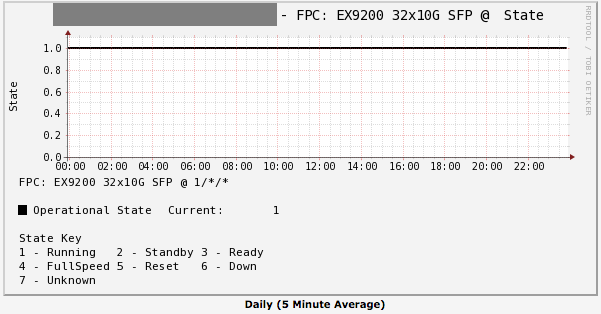 - FPC: EX9200 32x10G SFP @  State
RRDTOOL / TOBI OETIKER
State
1.0
0.8
0.6
0.4
0.2
0.0
00:00 02:00 04:00 06:00 08:00 10:00 12:00 14:00 16:00 18:00 20:00 22:00
FPC: EX9200 32x10G SFP @ 1/*/*
Operational State  Current:       1
State Key
1 - Running   2 - Standby 3 - Ready
4 - FullSpeed 5 - Reset   6 - Down
7 - Unknown
Daily (5 Minute Average)